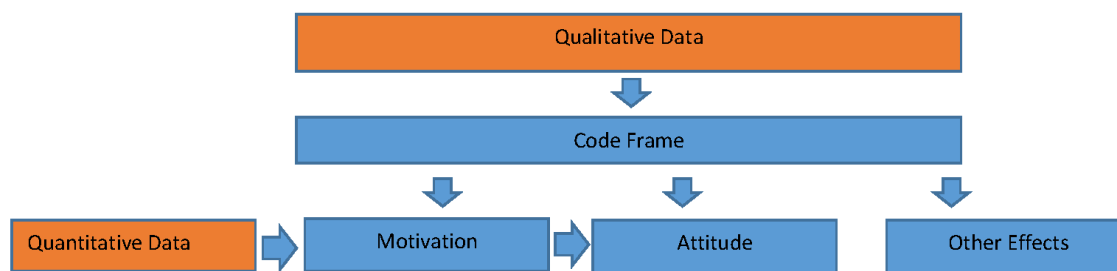 Qualitative Data
Code Frame
Quantitative Data
Motivation
Attitude
Other Effects